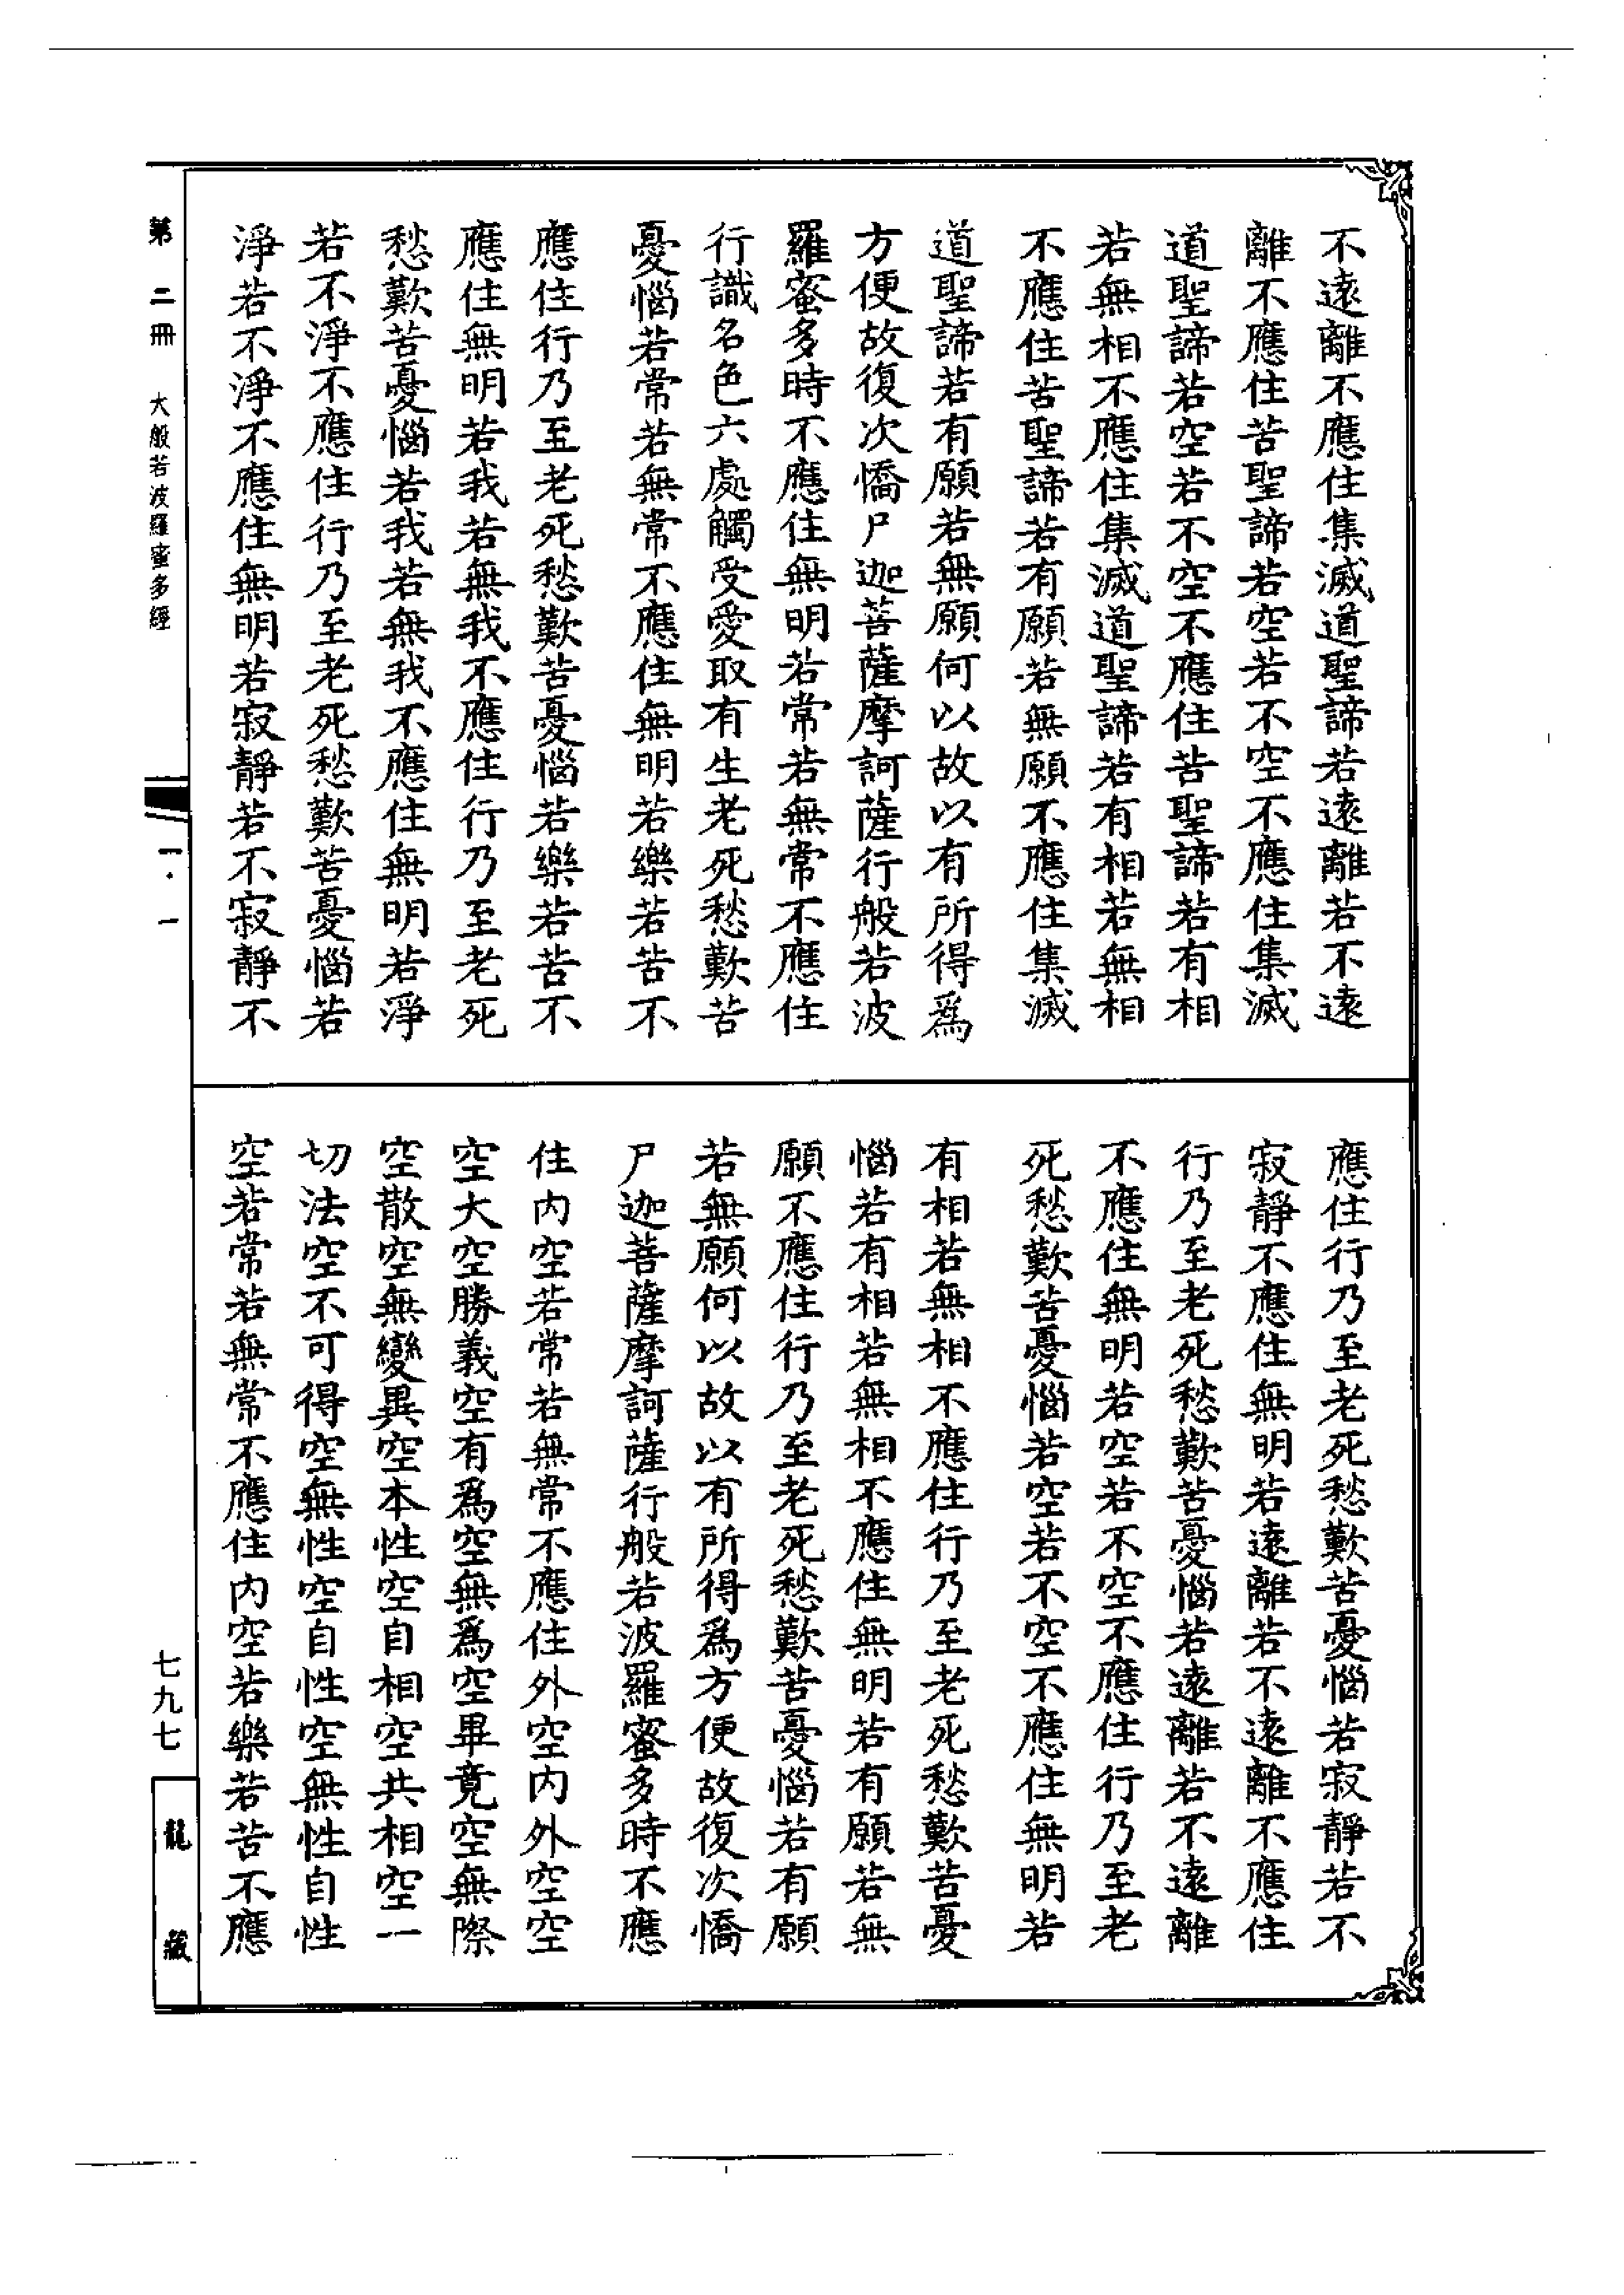 不遠離不應住集滅道聖諦若遠離若不遠
離不應住苦聖諦若空若不空不應住集滅
道聖諦若空若不空不應住苦聖諦若有相
若無相不應住集滅道聖諦若有相若無相
不應住苦聖諦若有願若無願不應住集滅
道聖諦若有願若無願何以故以有所得爲
方便故復次憍尸迦菩薩摩訶薩行般若波
羅蜜多時不應住無明若常若無常不應住
行識名色六處觸受愛取有生老死愁歎苦
憂惱若常若無常不應住無明若樂若苦不
應住行乃至老死愁歎苦憂惱若樂若苦不
應住無明若我若無我不應住行乃至老死
愁歎苦憂惱若我若無我不應住無明若淨
若不淨不應住行乃至老死愁歎苦憂惱若
淨若不淨不應住無明若寂靜若不寂靜不
應住行乃至老死愁歎苦憂惱若寂靜若不
寂靜不應住無明若遠離若不遠離不應住
行乃至老死愁歎苦憂惱若遠離若不遠離
不應住無明若空若不空不應住行乃至老
死愁歎苦憂惱若空若不空不應住無明若
有相若無相不應住行乃至老死愁歎苦憂
惱若有相若無相不應住無明若有願若無
願不應住行乃至老死愁歎苦憂惱若有願
若無願何以故以有所得爲方便故復次憍
尸迦菩薩摩訶薩行般若波羅蜜多時不應
住內空若常若無常不應住外空內外空空
空大空勝義空有爲空無爲空畢竟空無際
空散空無變異空本性空自相空共相空一
切法空不可得空無性空自性空無性自性
空若常若無常不應住內空若樂若苦不應
第二冊 大般若波羅蜜多經
一·一
七九七
龍藏